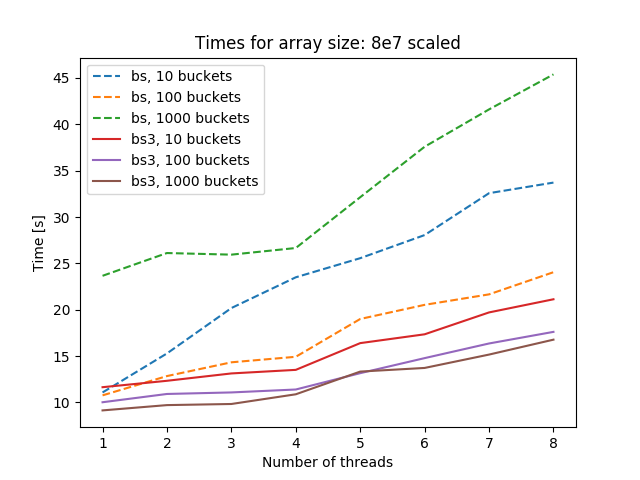 Times for array size: 8e7 scaled
bs, 10 buckets
bs, 100 buckets
bs, 1000 buckets
bs3, 10 buckets
bs3, 100 buckets
bs3, 1000 buckets
Time [s]
45
40
35
30
25
20
15
10
1 2 3 4 5 6 7 8
Number of threads